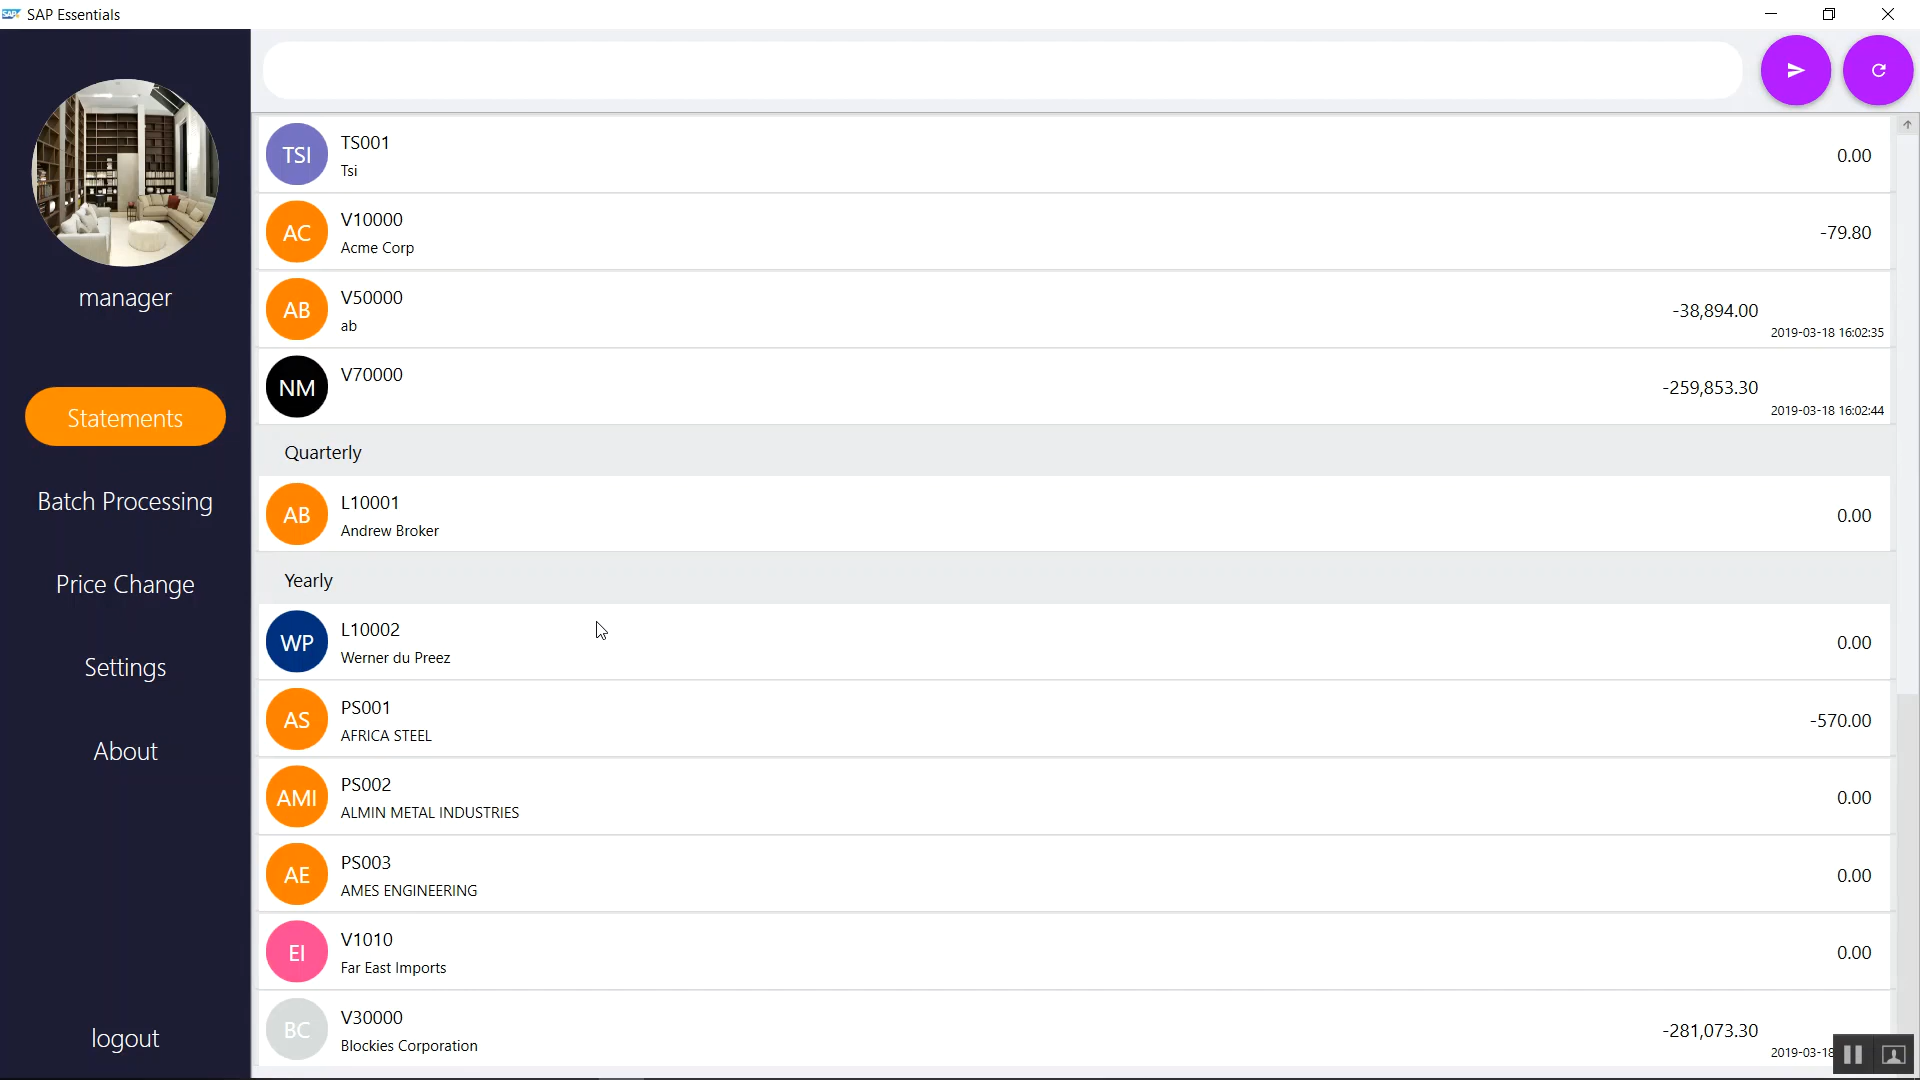 SAP SAP Essentials
manager
Statements
Batch Processing
Price Change
Settings
About
logout
TSI TS001 0.00
Tsi
AC V10000 -79.80
Acme Corp
AB V50000 -38,894.00
ab 2019-03-18 16:02:35
NM V70000 -259,853.30
2019-03-18 16:02:44
Quarterly
AB L10001 0.00
Andrew Broker
Yearly
WP L10002 0.00
Werner du Preez
AS PS001 -570.00
AFRICA STEEL
AMI PS002 0.00
ALMIN METAL INDUSTRIES
AE PS003 0.00
AMES ENGINEERING
EI V1010 0.00
Far East Imports
BC V30000 -281,073.30
Blockies Corporation 2019-03-18